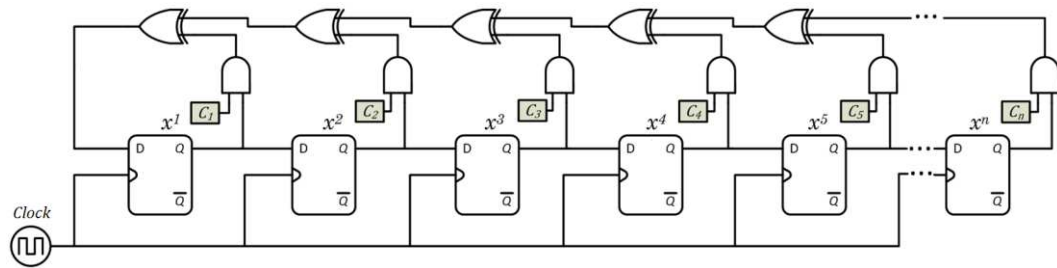 C₁ C₂ C₃ C₄ C₅ Cₙ
x¹ x² x³ x⁴ x⁵ xⁿ
D Q D Q D Q D Q D Q D Q
Q̅ Q̅ Q̅ Q̅ Q̅ Q̅
Clock